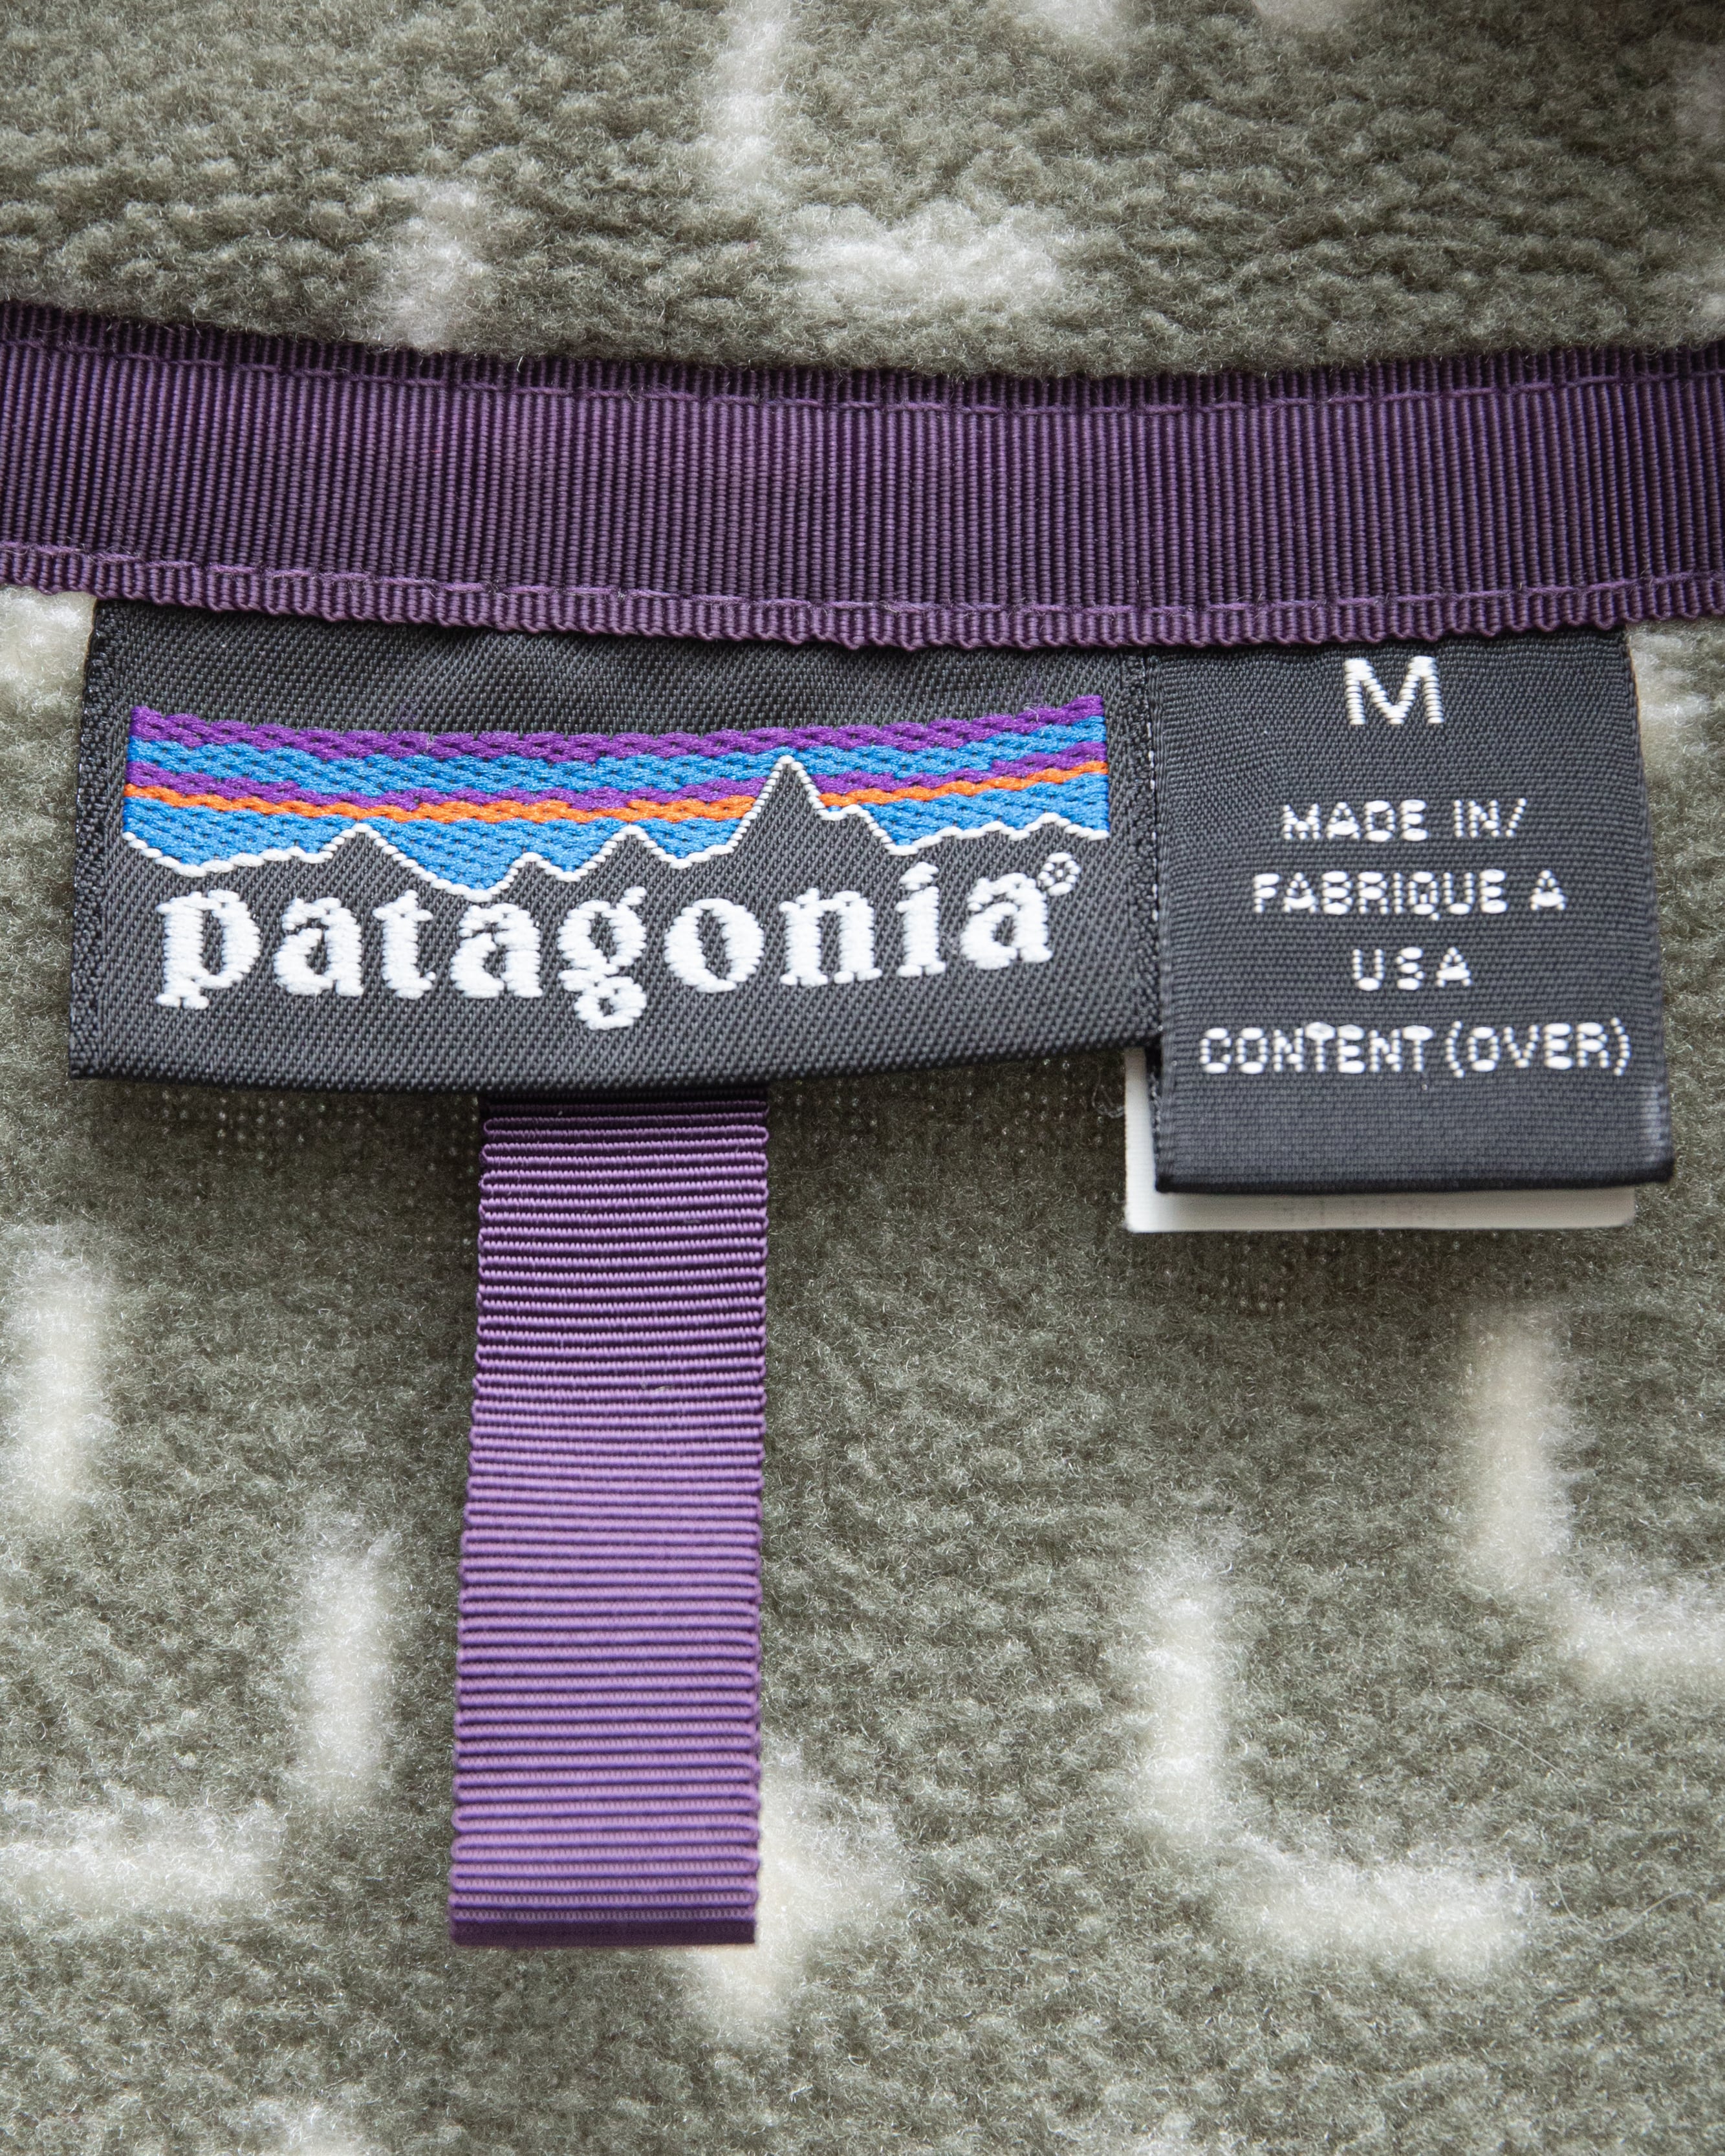 patagonia®
M
MADE IN/
FABRIQUE A
USA
CONTENT (OVER)